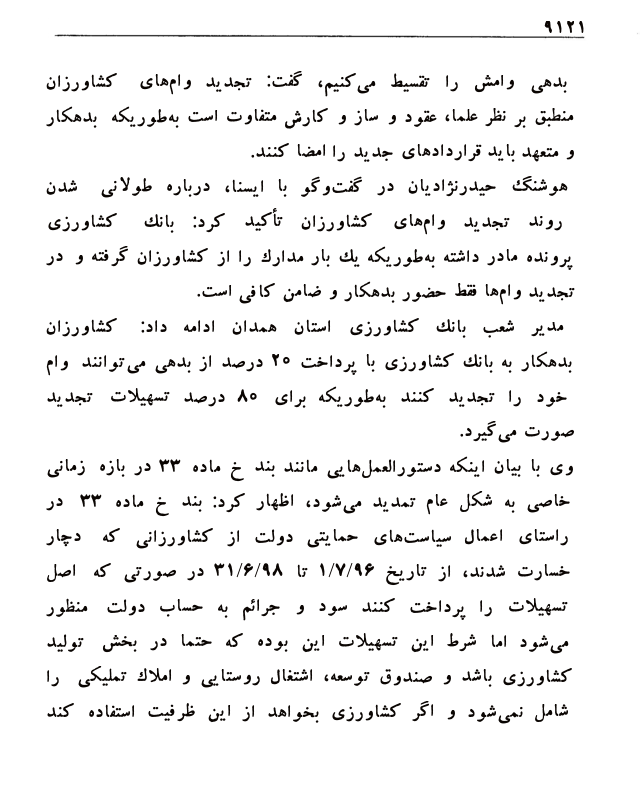 ۹۱۲۱
بدهی وامش را تقسیط می‌کنیم، گفت: تجدید وام‌های کشاورزان
منطبق بر نظر علما، عقود و ساز و کارش متفاوت است به‌طوریکه بدهکار
و متعهد باید قراردادهای جدید را امضا کنند.
هوشنگ حیدرنژادیان در گفت‌وگو با ایسنا، درباره طولانی شدن
روند تجدید وام‌های کشاورزان تأکید کرد: بانک کشاورزی
پرونده مادر داشته به‌طوریکه یک بار مدارک را از کشاورزان گرفته و در
تجدید وام‌ها فقط حضور بدهکار و ضامن کافی است.
مدیر شعب بانک کشاورزی استان همدان ادامه داد: کشاورزان
بدهکار به بانک کشاورزی با پرداخت ۲۰ درصد از بدهی می‌توانند وام
خود را تجدید کنند به‌طوریکه برای ۸۰ درصد تسهیلات تجدید
صورت می‌گیرد.
وی با بیان اینکه دستورالعمل‌هایی مانند بند خ ماده ۳۳ در بازه زمانی
خاصی به شکل عام تمدید می‌شود، اظهار کرد: بند خ ماده ۳۳ در
راستای اعمال سیاست‌های حمایتی دولت از کشاورزانی که دچار
خسارت شدند، از تاریخ ۱/۷/۹۶ تا ۳۱/۶/۹۸ در صورتی که اصل
تسهیلات را پرداخت کنند سود و جرائم به حساب دولت منظور
می‌شود اما شرط این تسهیلات این بوده که حتما در بخش تولید
کشاورزی باشد و صندوق توسعه، اشتغال روستایی و املاک تملیکی را
شامل نمی‌شود و اگر کشاورزی بخواهد از این ظرفیت استفاده کند